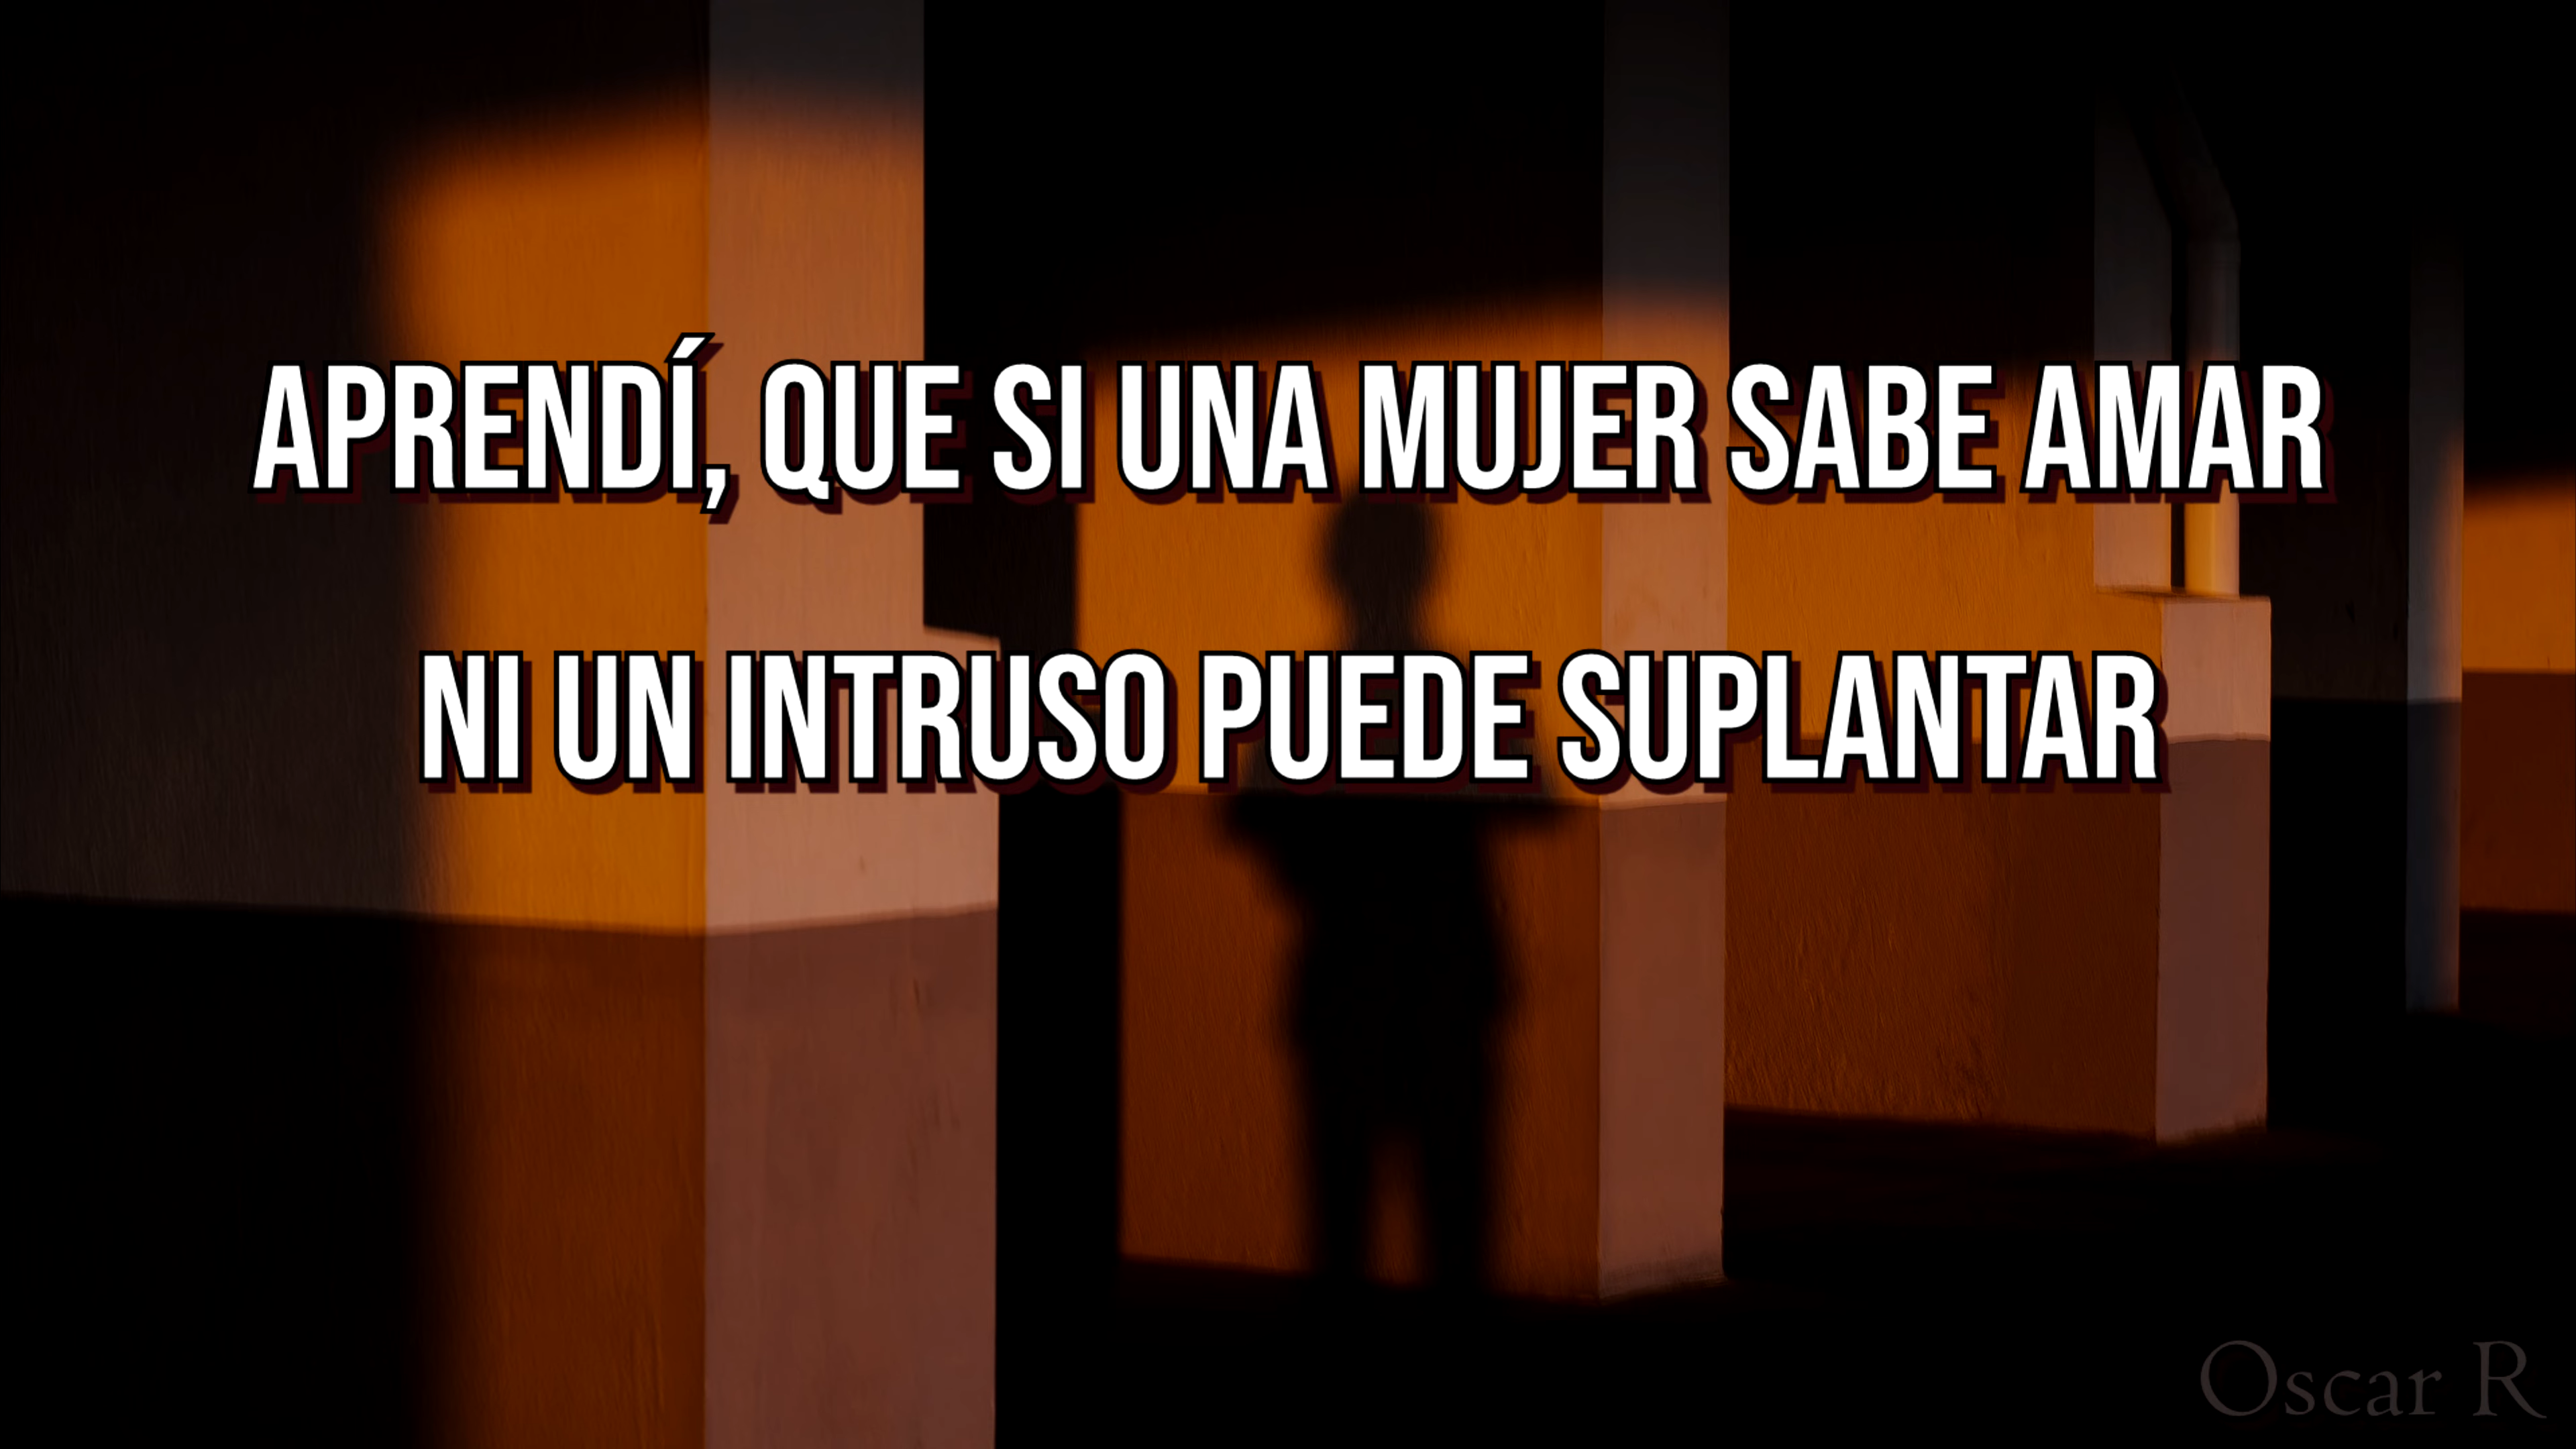 APRENDÍ, QUE SI UNA MUJER SABE AMAR
NI UN INTRUSO PUEDE SUPLANTAR
Oscar R